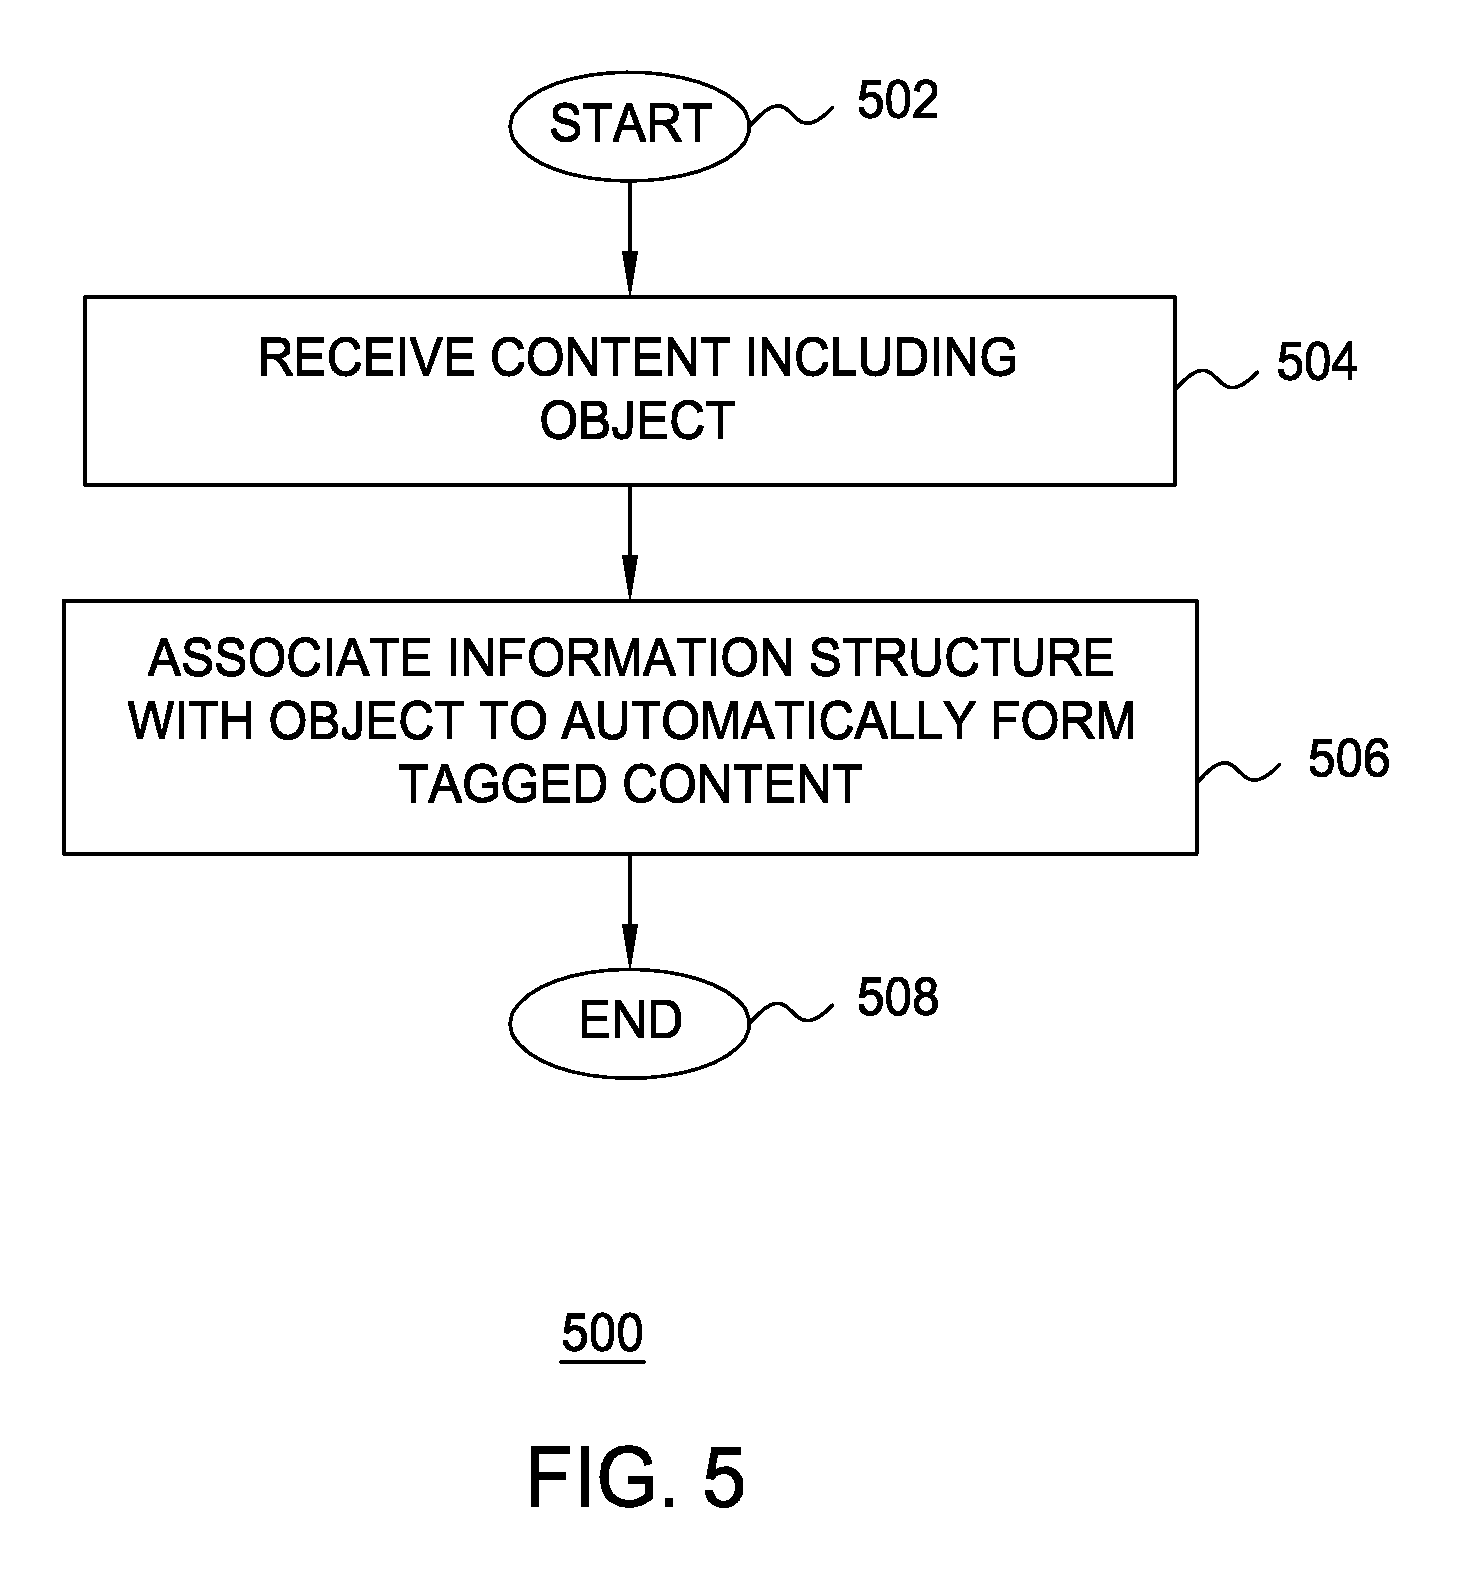 START
502
RECEIVE CONTENT INCLUDING
OBJECT
504
ASSOCIATE INFORMATION STRUCTURE
WITH OBJECT TO AUTOMATICALLY FORM
TAGGED CONTENT
506
END
508
500
FIG. 5